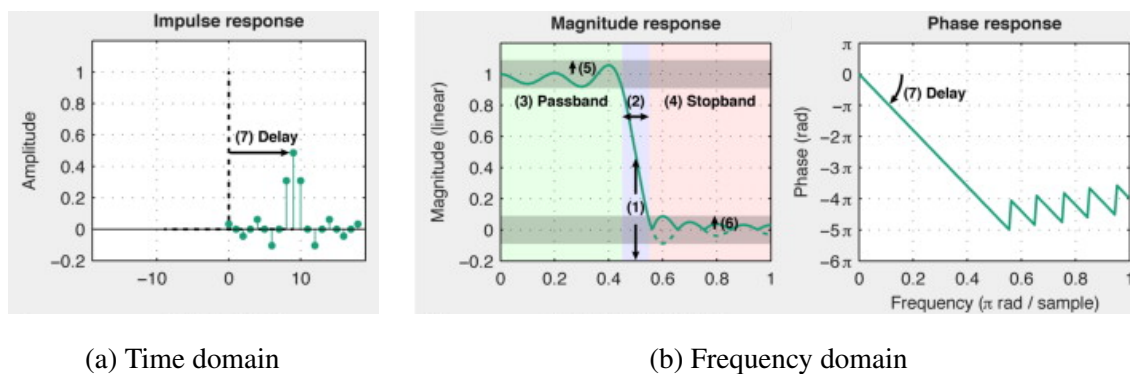 Impulse response
Amplitude
1
0.8
0.6
0.4
0.2
0
−0.2
(7) Delay
−10
0
10
(a) Time domain
Magnitude response
Magnitude (linear)
1
0.8
0.6
0.4
0.2
0
−0.2
(5)
(3) Passband
(2)
(4) Stopband
(1)
(6)
0
0.2
0.4
0.6
0.8
1
Phase response
Phase (rad)
π
0
−π
−2π
−3π
−4π
−5π
−6π
(7) Delay
0
0.2
0.4
0.6
0.8
1
Frequency (π rad / sample)
(b) Frequency domain